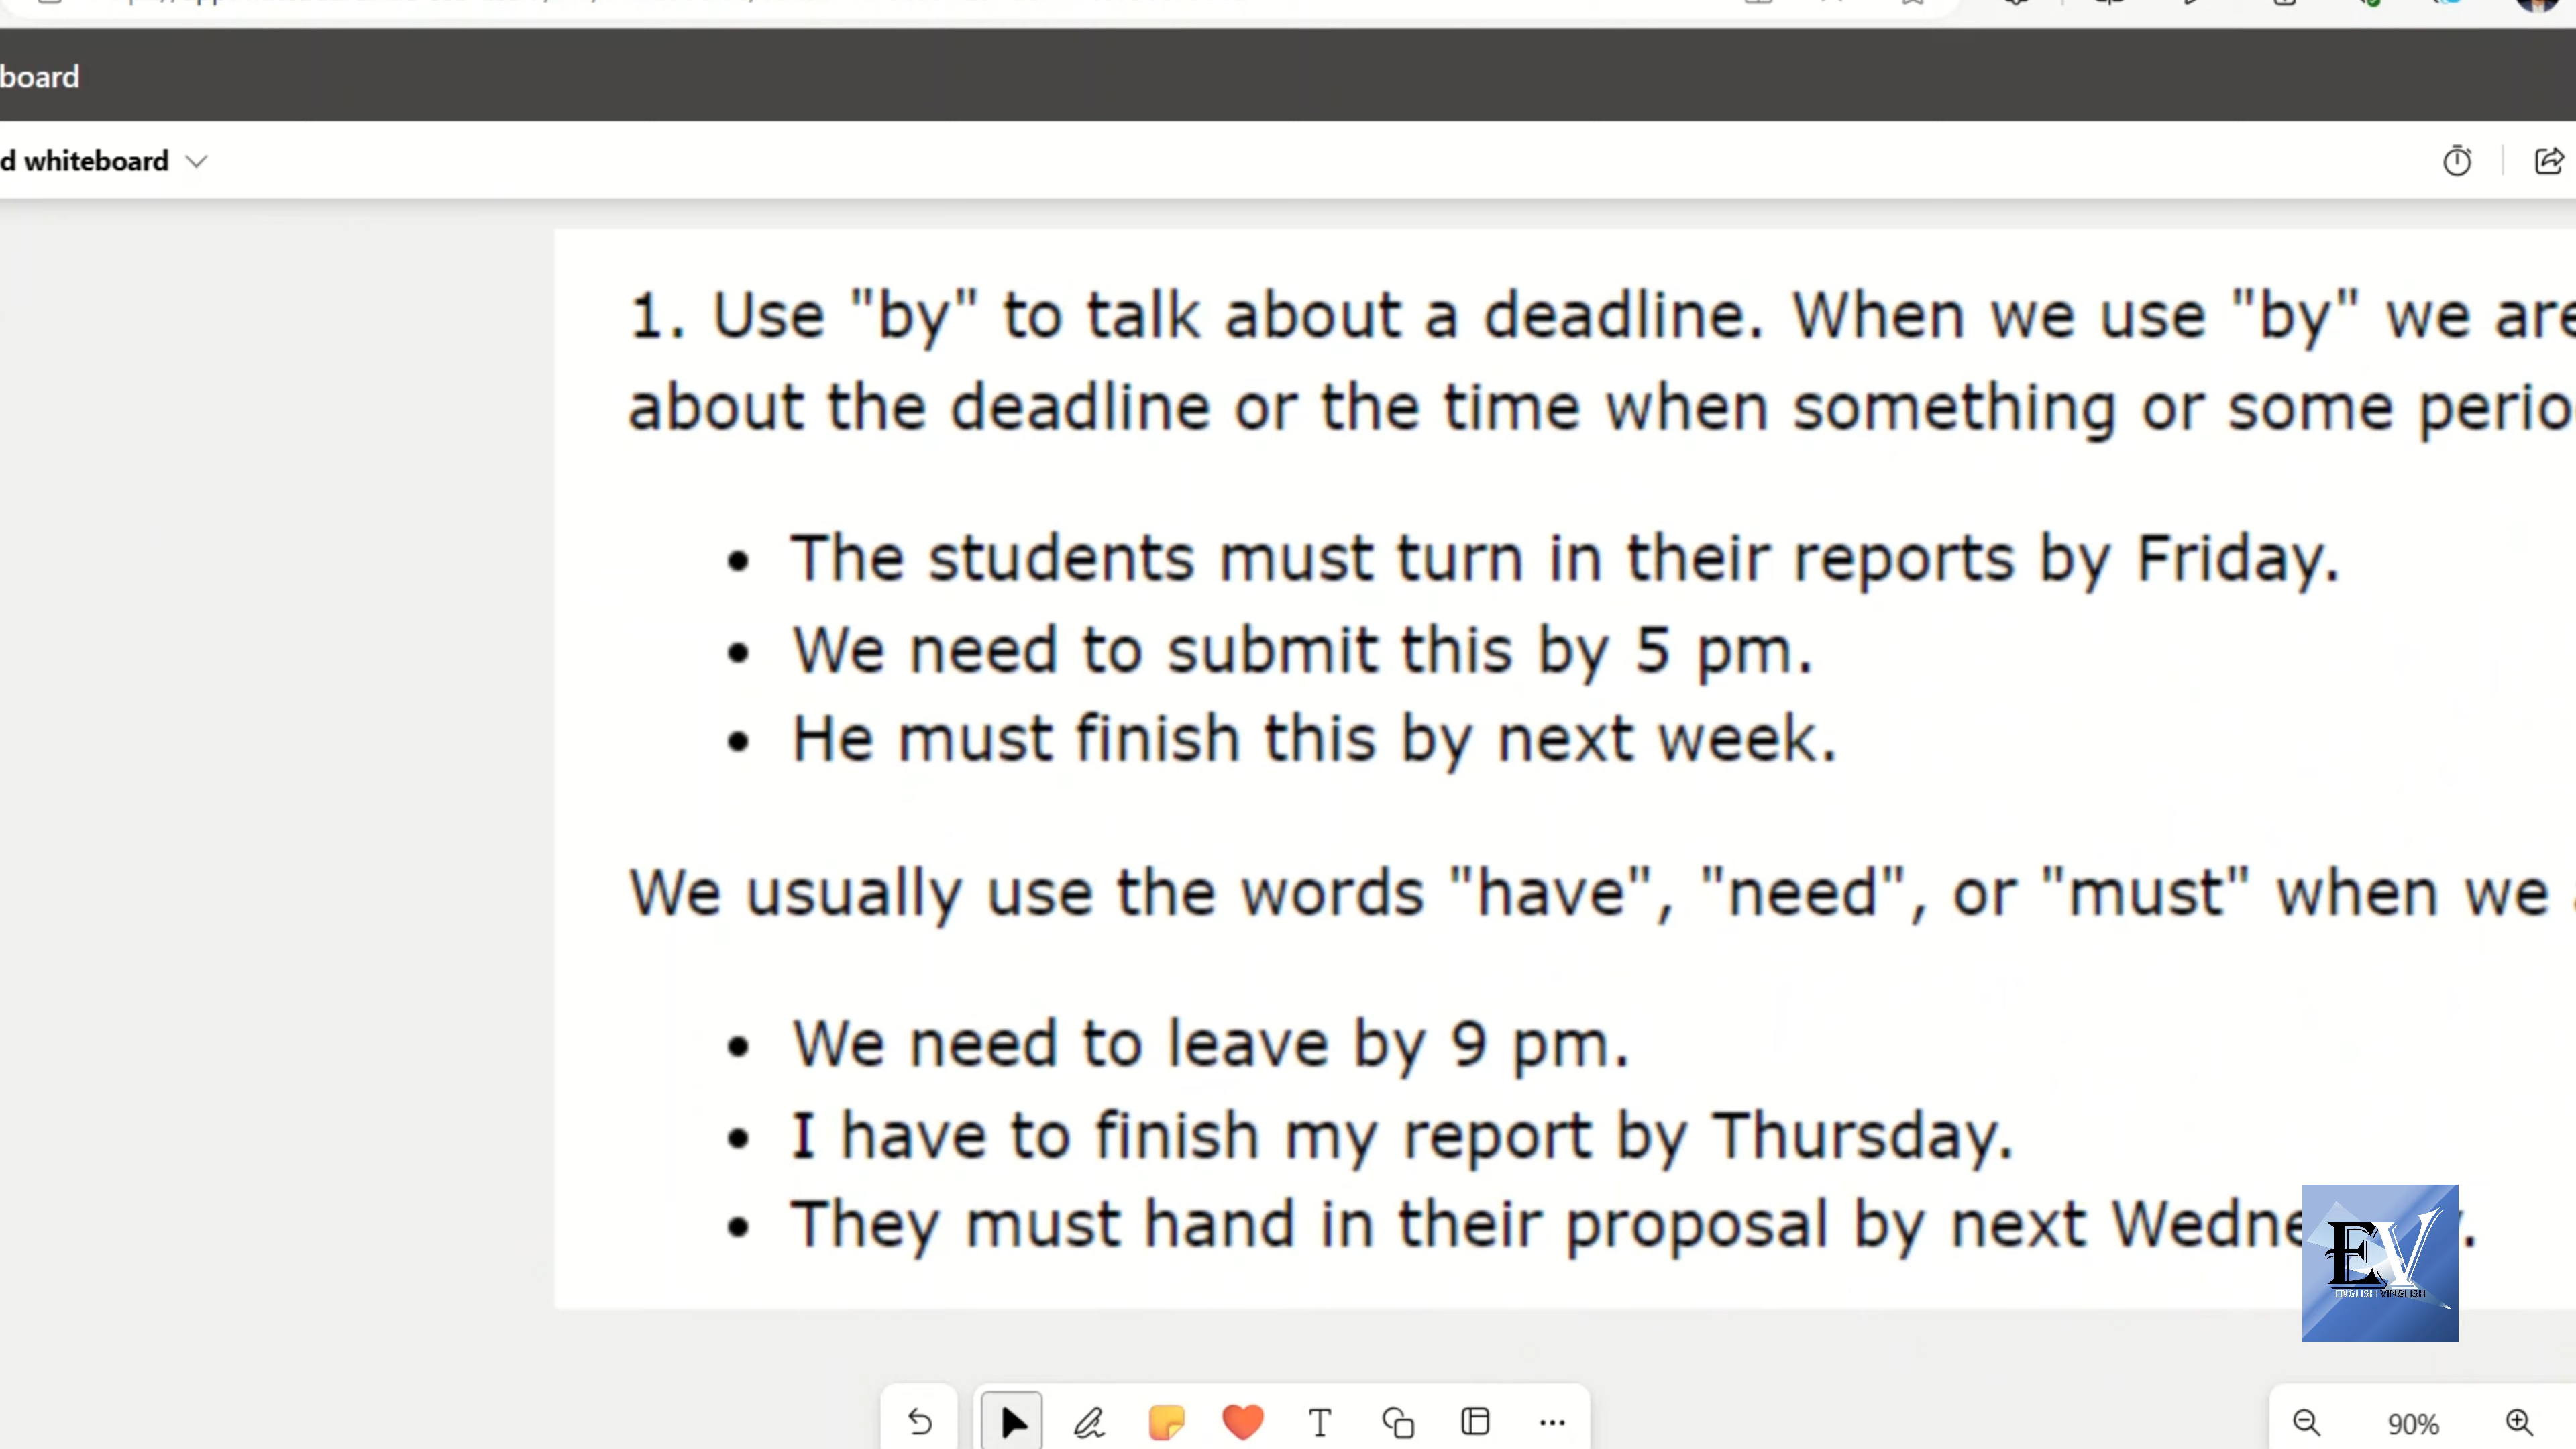 board
d whiteboard
1. Use "by" to talk about a deadline. When we use "by" we are
about the deadline or the time when something or some perio
• The students must turn in their reports by Friday.
• We need to submit this by 5 pm.
• He must finish this by next week.
We usually use the words "have", "need", or "must" when we
• We need to leave by 9 pm.
• I have to finish my report by Thursday.
• They must hand in their proposal by next Wedne
EV
ENGLISH VINGLISH
90%